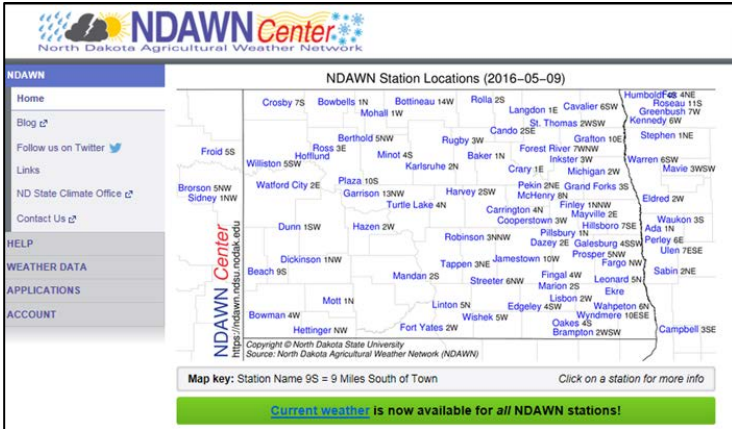 NDAWN Center
North Dakota Agricultural Weather Network
NDAWN
Home
Blog
Follow us on Twitter
Links
ND State Climate Office
Contact Us
HELP
WEATHER DATA
APPLICATIONS
ACCOUNT
NDAWN Station Locations (2016-05-09)
Crosby 7S
Bowbells 1N
Bottineau 14W
Rolla 2S
Mohall 1W
Langdon 1E
Cavalier 6SW
Humboldt
Fox 4NE
Roseau 11S
Greenbush 7W
Kennedy 6W
St. Thomas 2WSW
Cando 2SE
Berthold 5NW
Rugby 3W
Grafton 10E
Stephen 1NE
Froid 5S
Ross 3E
Hofflund
Minot 4S
Baker 1N
Forest River 7WNW
Inkster 3W
Warren 6SW
Williston 5SW
Karlsruhe 2N
Crary 1E
Michigan 2W
Mavie 3WSW
Brorson 5NW
Sidney 1NW
Watford City 2E
Plaza 10S
Garrison 13NW
Harvey 2SW
Pekin 2NE
Grand Forks 3S
McHenry 8N
Eldred 2W
Turtle Lake 4N
Carrington 4N
Finley 1NNW
Cooperstown 3W
Mayville 2E
Waukon 3S
Dunn 1SW
Hazen 2W
Robinson 3NNW
Pillsbury 1N
Hillsboro 7SE
Ada 1N
Dazey 2E
Galesburg 4SSW
Perley 6E
Ulen 7ESE
Dickinson 1NW
Jamestown 10W
Prosper 5NW
Tappen 3NE
Fargo NW
Beach 9S
Mandan 2S
Streeter 6NW
Fingal 4W
Leonard 5N
Sabin 2NE
Marion 2S
Ekre
Mott 1N
Linton 5N
Lisbon 2W
Edgeley 4SW
Wahpeton 6N
Bowman 4W
Wishek 5W
Wyndmere 10ESE
Hettinger NW
Fort Yates 2W
Oakes 4S
Brampton 2WSW
Campbell 3SE
NDAWN Center
https://ndawn.ndsu.nodak.edu
Copyright © North Dakota State University
Source: North Dakota Agricultural Weather Network (NDAWN)
Map key: Station Name 9S = 9 Miles South of Town
Click on a station for more info
Current weather is now available for all NDAWN stations!